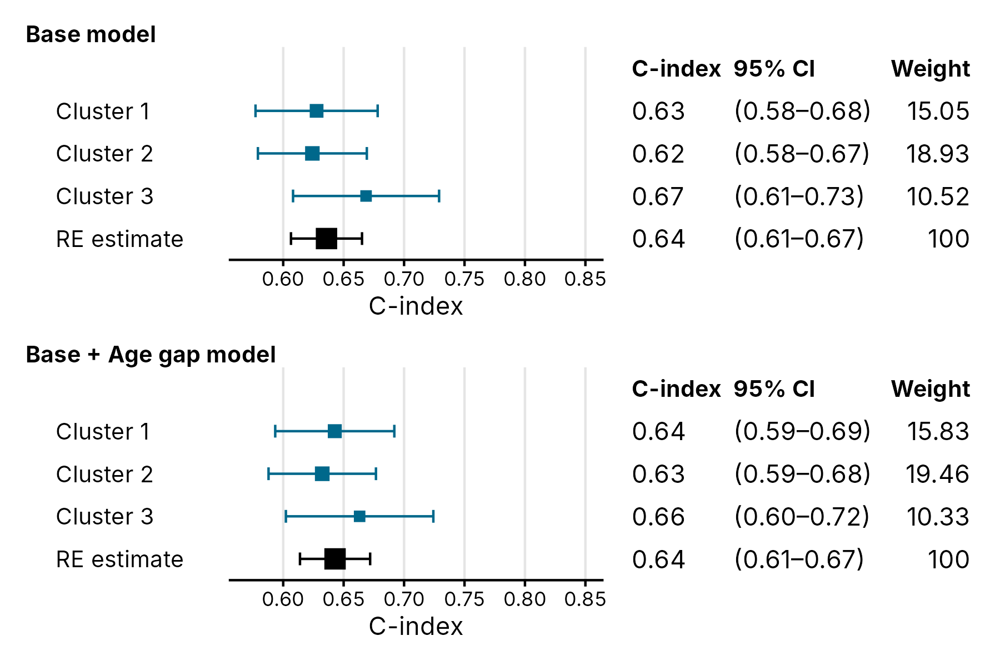 Base model
C-index 95% CI Weight
Cluster 1 0.63 (0.58–0.68) 15.05
Cluster 2 0.62 (0.58–0.67) 18.93
Cluster 3 0.67 (0.61–0.73) 10.52
RE estimate 0.64 (0.61–0.67) 100
0.60 0.65 0.70 0.75 0.80 0.85
C-index
Base + Age gap model
C-index 95% CI Weight
Cluster 1 0.64 (0.59–0.69) 15.83
Cluster 2 0.63 (0.59–0.68) 19.46
Cluster 3 0.66 (0.60–0.72) 10.33
RE estimate 0.64 (0.61–0.67) 100
0.60 0.65 0.70 0.75 0.80 0.85
C-index